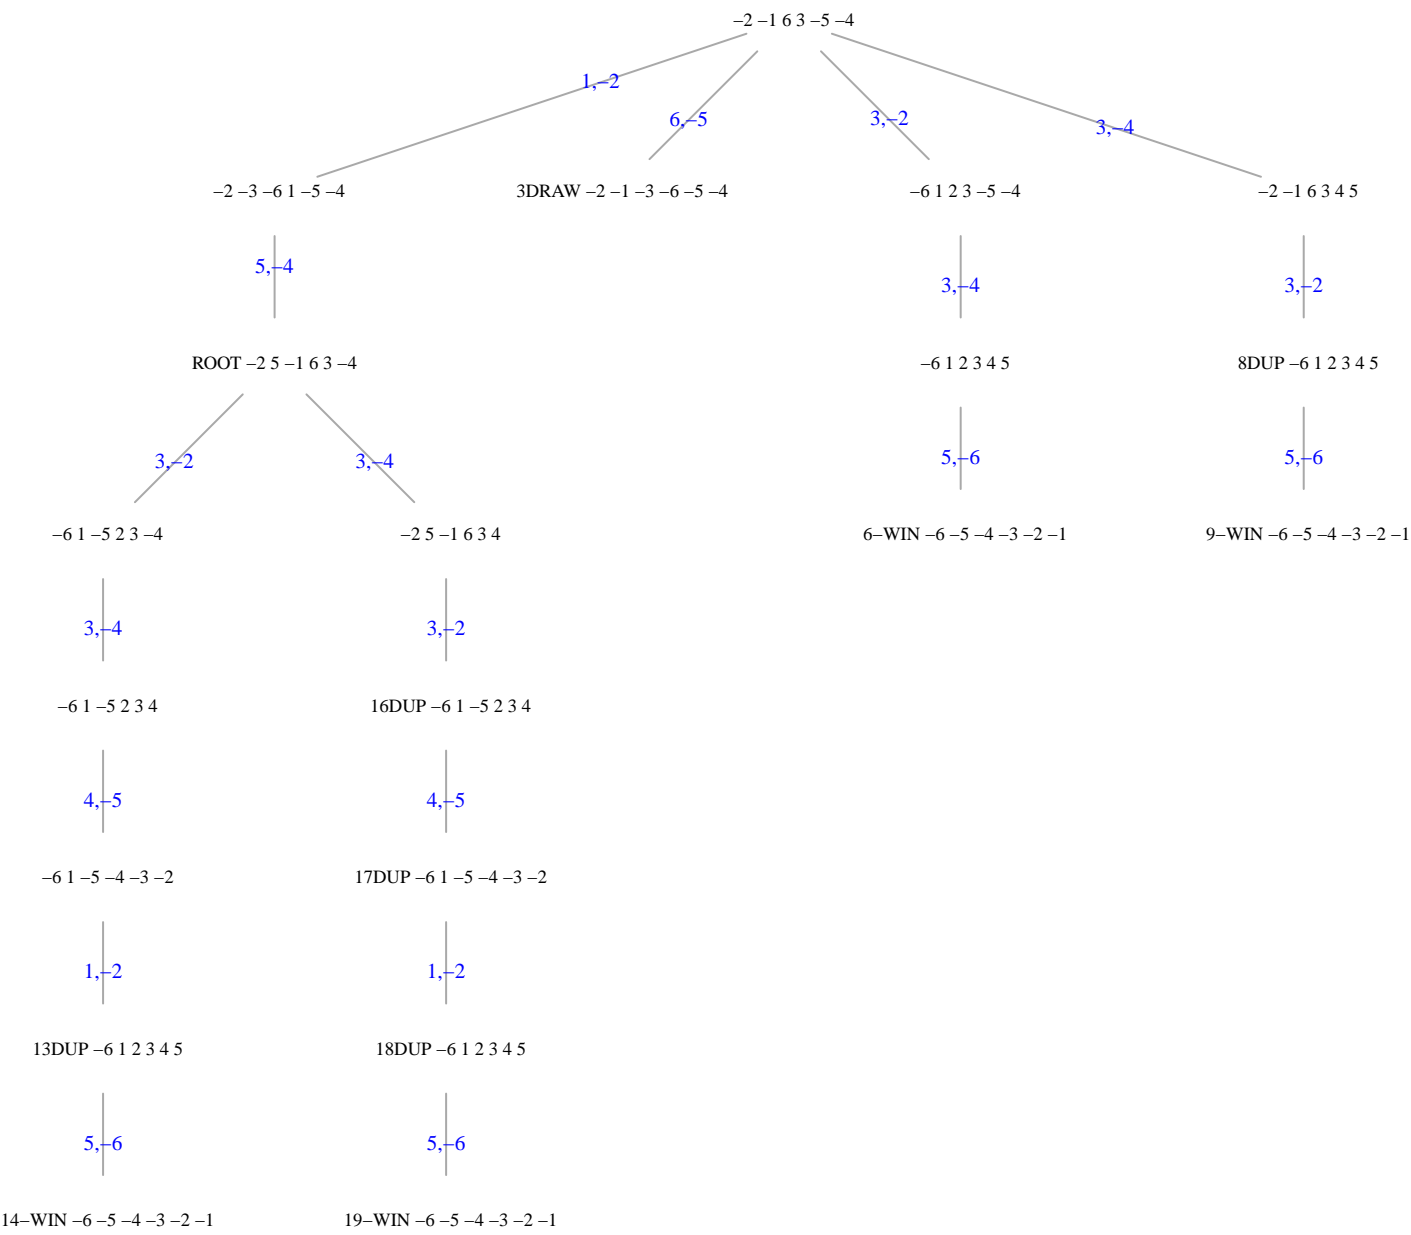 –2 –1 6 3 –5 –4
1,–2
6,–5
3,–2
3,–4
–2 –3 –6 1 –5 –4
3DRAW –2 –1 –3 –6 –5 –4
–6 1 2 3 –5 –4
–2 –1 6 3 4 5
5,–4
3,–4
3,–2
ROOT –2 5 –1 6 3 –4
–6 1 2 3 4 5
8DUP –6 1 2 3 4 5
3,–2
3,–4
5,–6
5,–6
–6 1 –5 2 3 –4
–2 5 –1 6 3 4
6–WIN –6 –5 –4 –3 –2 –1
9–WIN –6 –5 –4 –3 –2 –1
3,–4
3,–2
–6 1 –5 2 3 4
16DUP –6 1 –5 2 3 4
4,–5
4,–5
–6 1 –5 –4 –3 –2
17DUP –6 1 –5 –4 –3 –2
1,–2
1,–2
13DUP –6 1 2 3 4 5
18DUP –6 1 2 3 4 5
5,–6
5,–6
14–WIN –6 –5 –4 –3 –2 –1
19–WIN –6 –5 –4 –3 –2 –1